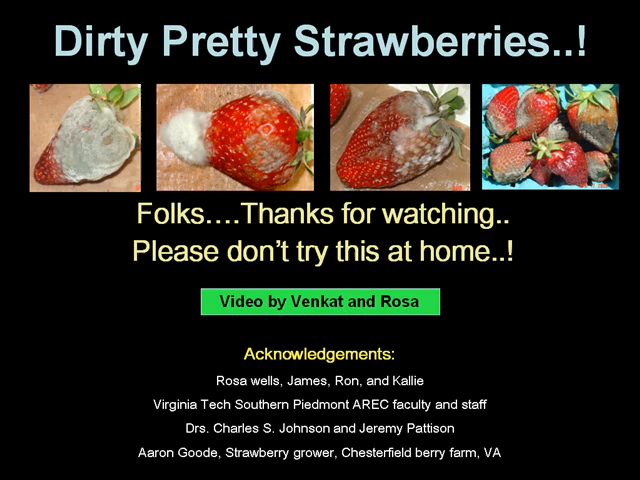 Dirty Pretty Strawberries..!
Folks....Thanks for watching..
Please don't try this at home..!
Video by Venkat and Rosa
Acknowledgements:
Rosa wells, James, Ron, and Kallie
Virginia Tech Southern Piedmont AREC faculty and staff
Drs. Charles S. Johnson and Jeremy Pattison
Aaron Goode, Strawberry grower, Chesterfield berry farm, VA